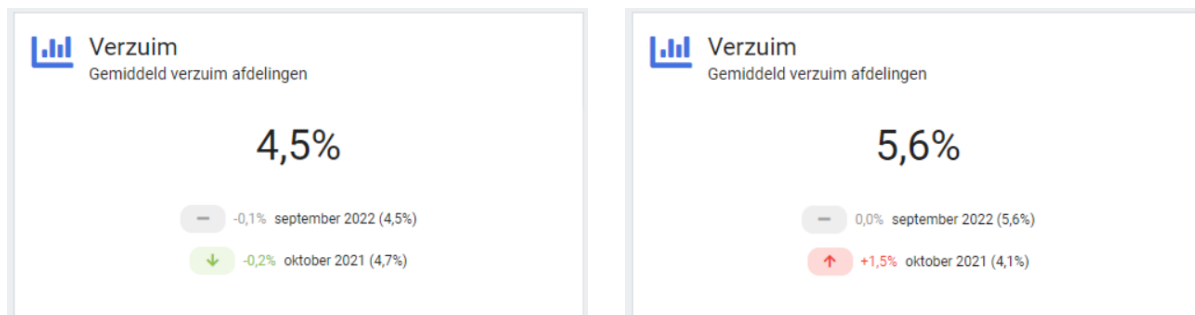 Verzuim
Gemiddeld verzuim afdelingen
4,5%
-0,1% september 2022 (4,5%)
-0,2% oktober 2021 (4,7%)
Verzuim
Gemiddeld verzuim afdelingen
5,6%
0,0% september 2022 (5,6%)
+1,5% oktober 2021 (4,1%)